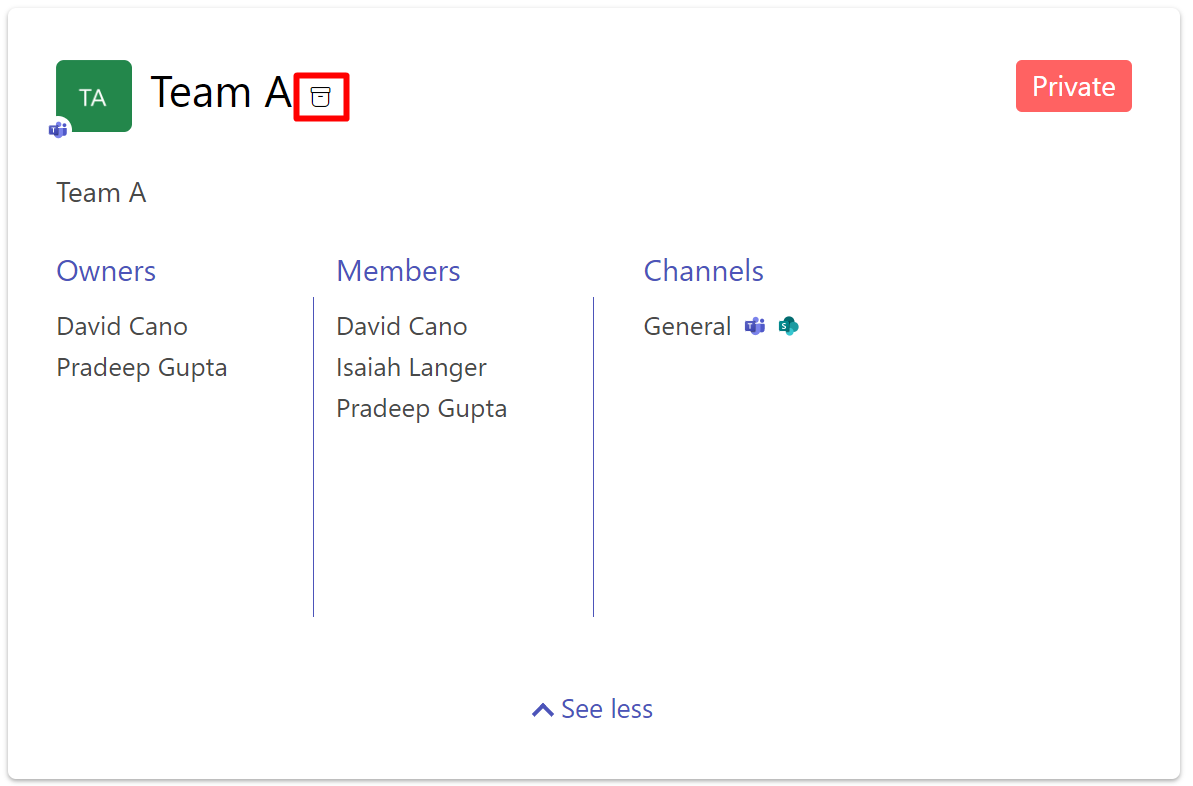 TA
Team A
Private
Team A
Owners
David Cano
Pradeep Gupta
Members
David Cano
Isaiah Langer
Pradeep Gupta
Channels
General
See less